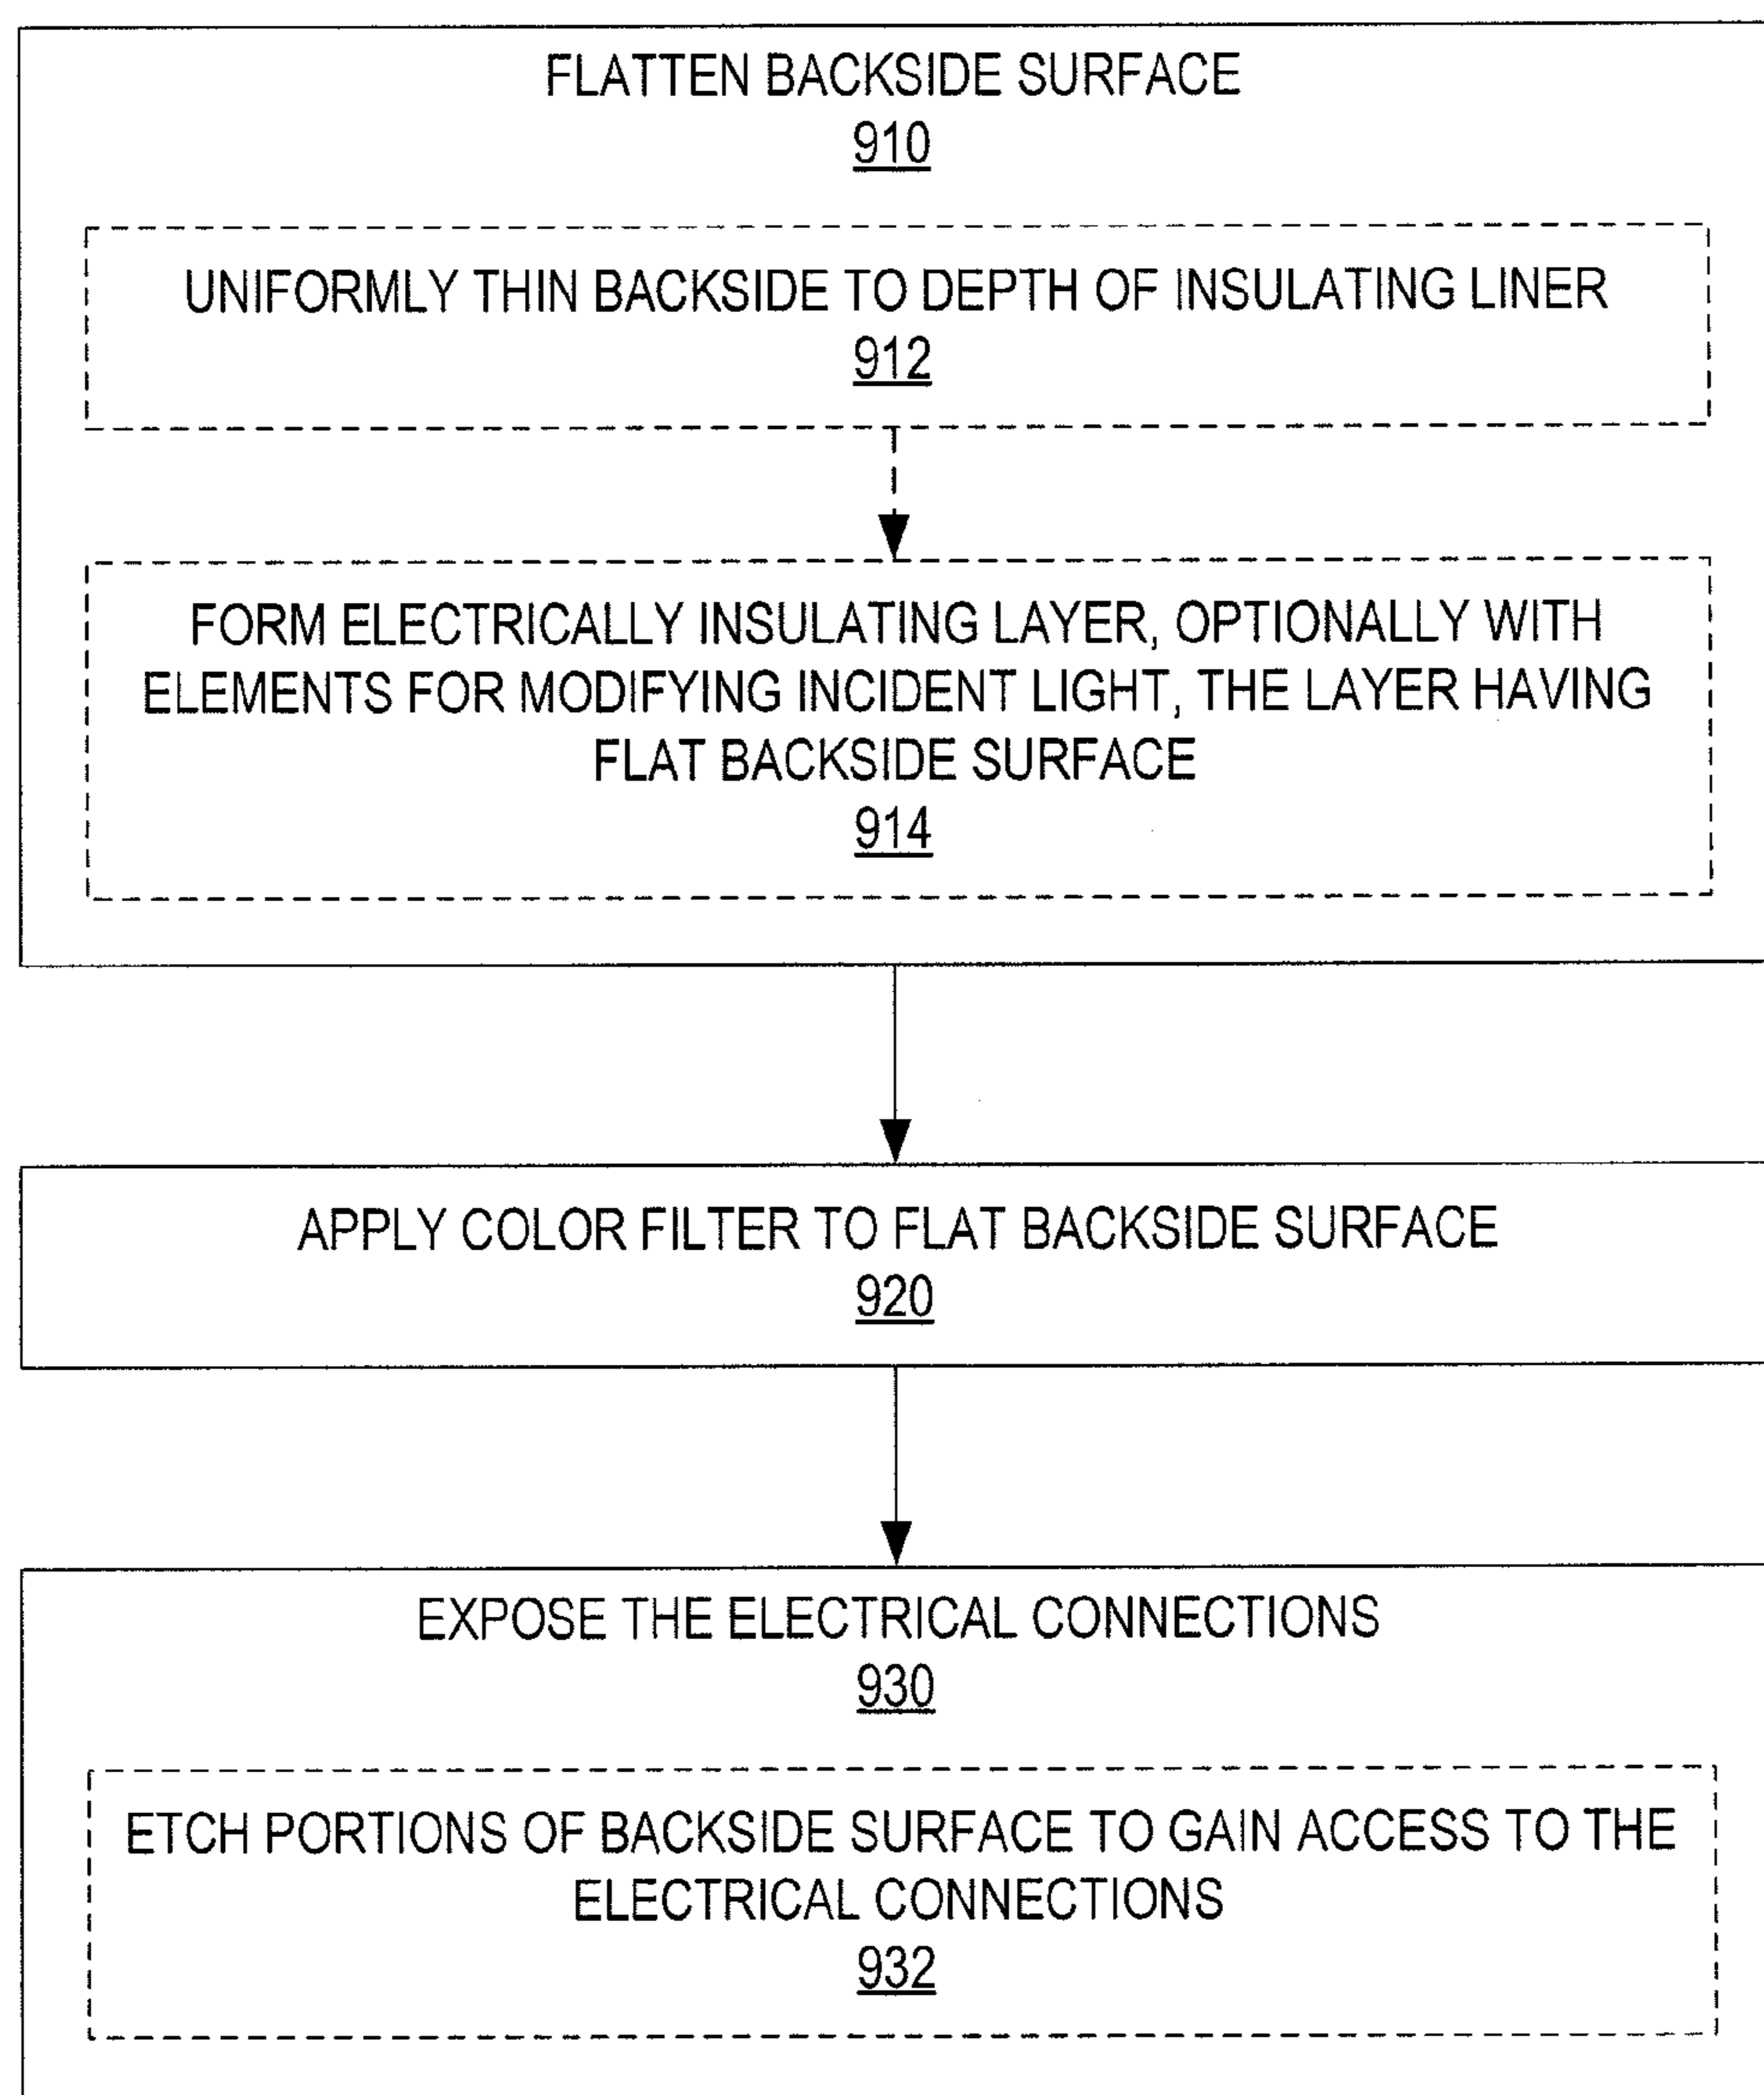 FLATTEN BACKSIDE SURFACE
910
UNIFORMLY THIN BACKSIDE TO DEPTH OF INSULATING LINER
912
FORM ELECTRICALLY INSULATING LAYER, OPTIONALLY WITH
ELEMENTS FOR MODIFYING INCIDENT LIGHT, THE LAYER HAVING
FLAT BACKSIDE SURFACE
914
APPLY COLOR FILTER TO FLAT BACKSIDE SURFACE
920
EXPOSE THE ELECTRICAL CONNECTIONS
930
ETCH PORTIONS OF BACKSIDE SURFACE TO GAIN ACCESS TO THE
ELECTRICAL CONNECTIONS
932